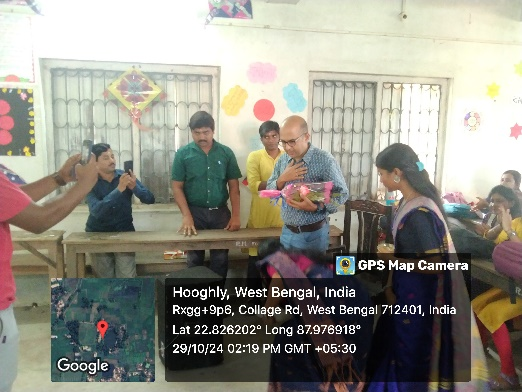 GPS Map Camera
Hooghly, West Bengal, India
Rxgg+9p6, Collage Rd, West Bengal 712401, India
Lat 22.826202° Long 87.976918°
29/10/24 02:19 PM GMT +05:30
Google